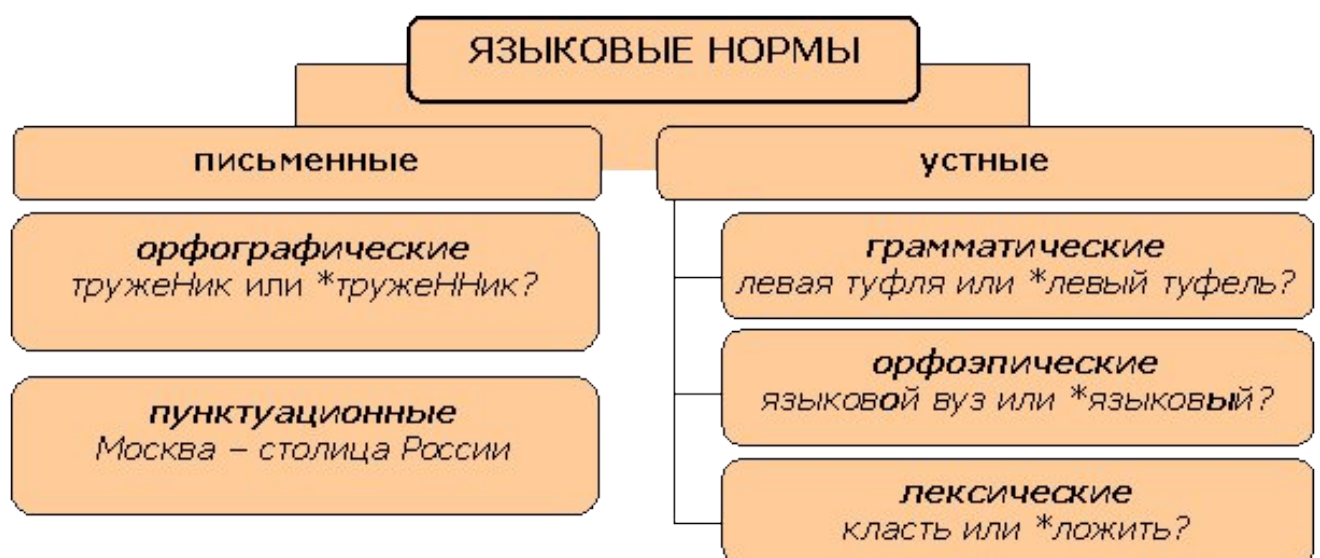 ЯЗЫКОВЫЕ НОРМЫ
письменные
орфографические
тружеНик или *тружеННик?
пунктуационные
Москва – столица России
устные
грамматические
левая туфля или *левый туфель?
орфоэпические
языковой вуз или *языковый?
лексические
класть или *ложить?